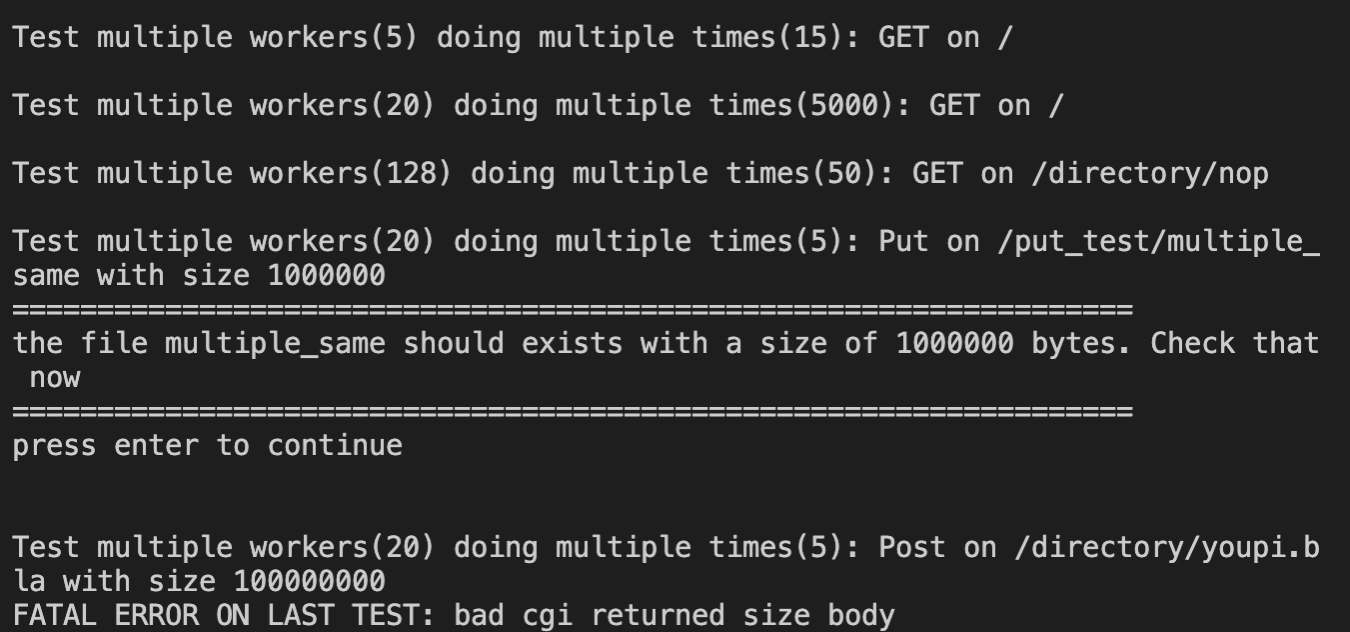 Test multiple workers(5) doing multiple times(15): GET on /
Test multiple workers(20) doing multiple times(5000): GET on /
Test multiple workers(128) doing multiple times(50): GET on /directory/nop
Test multiple workers(20) doing multiple times(5): Put on /put_test/multiple_
same with size 1000000
==================================================================
the file multiple_same should exists with a size of 1000000 bytes. Check that
 now
==================================================================
press enter to continue
Test multiple workers(20) doing multiple times(5): Post on /directory/youpi.b
la with size 100000000
FATAL ERROR ON LAST TEST: bad cgi returned size body